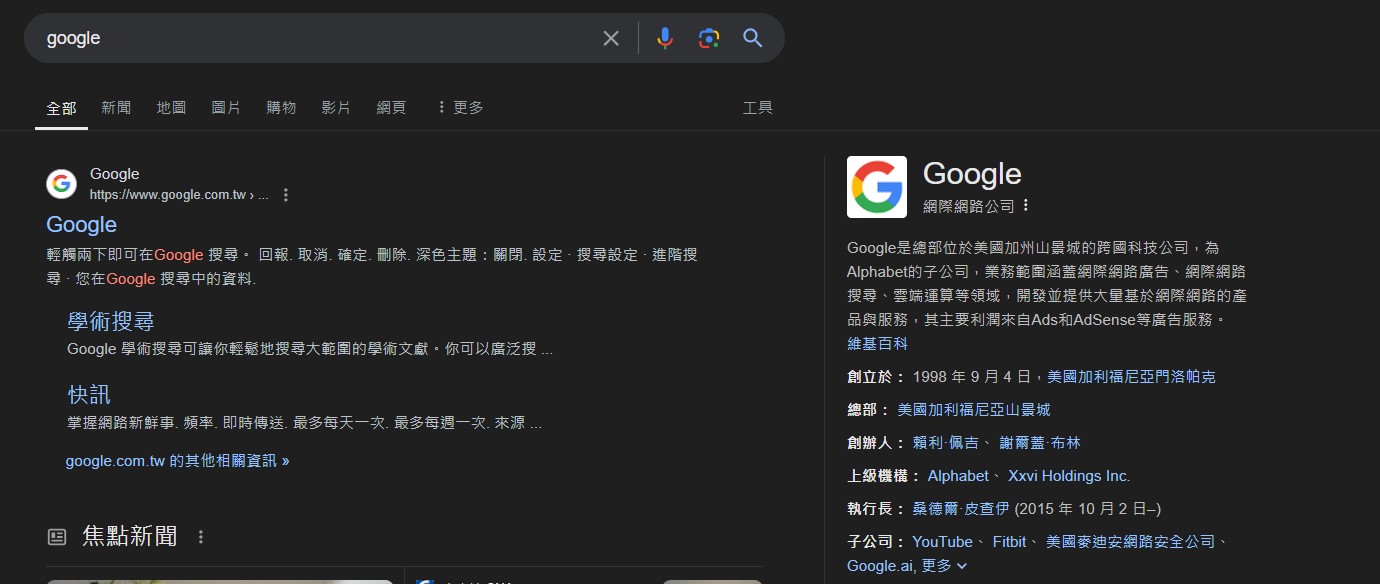 google
全部 新聞 地圖 圖片 購物 影片 網頁 更多 工具
Google
https://www.google.com.tw › ...
Google
輕觸兩下即可在Google 搜尋。 回報. 取消. 確定. 刪除. 深色主題：關閉. 設定 · 搜尋設定 · 進階搜
尋 · 您在Google 搜尋中的資料.
學術搜尋
Google 學術搜尋可讓你輕鬆地搜尋大範圍的學術文獻。你可以廣泛搜 ...
快訊
掌握網路新鮮事. 頻率. 即時傳送. 最多每天一次. 最多每週一次. 來源 ...
google.com.tw 的其他相關資訊 »
焦點新聞
Google
網際網路公司
Google是總部位於美國加州山景城的跨國科技公司，為
Alphabet的子公司，業務範圍涵蓋網際網路廣告、網際網路
搜尋、雲端運算等領域，開發並提供大量基於網際網路的產
品與服務，其主要利潤來自Ads和AdSense等廣告服務。
維基百科
創立於： 1998 年 9 月 4 日，美國加利福尼亞門洛帕克
總部： 美國加利福尼亞山景城
創辦人： 賴利·佩吉、 謝爾蓋·布林
上級機構： Alphabet、 Xxvi Holdings Inc.
執行長： 桑德爾·皮查伊 (2015 年 10 月 2 日–)
子公司： YouTube、 Fitbit、 美國麥迪安網路安全公司、
Google.ai, 更多